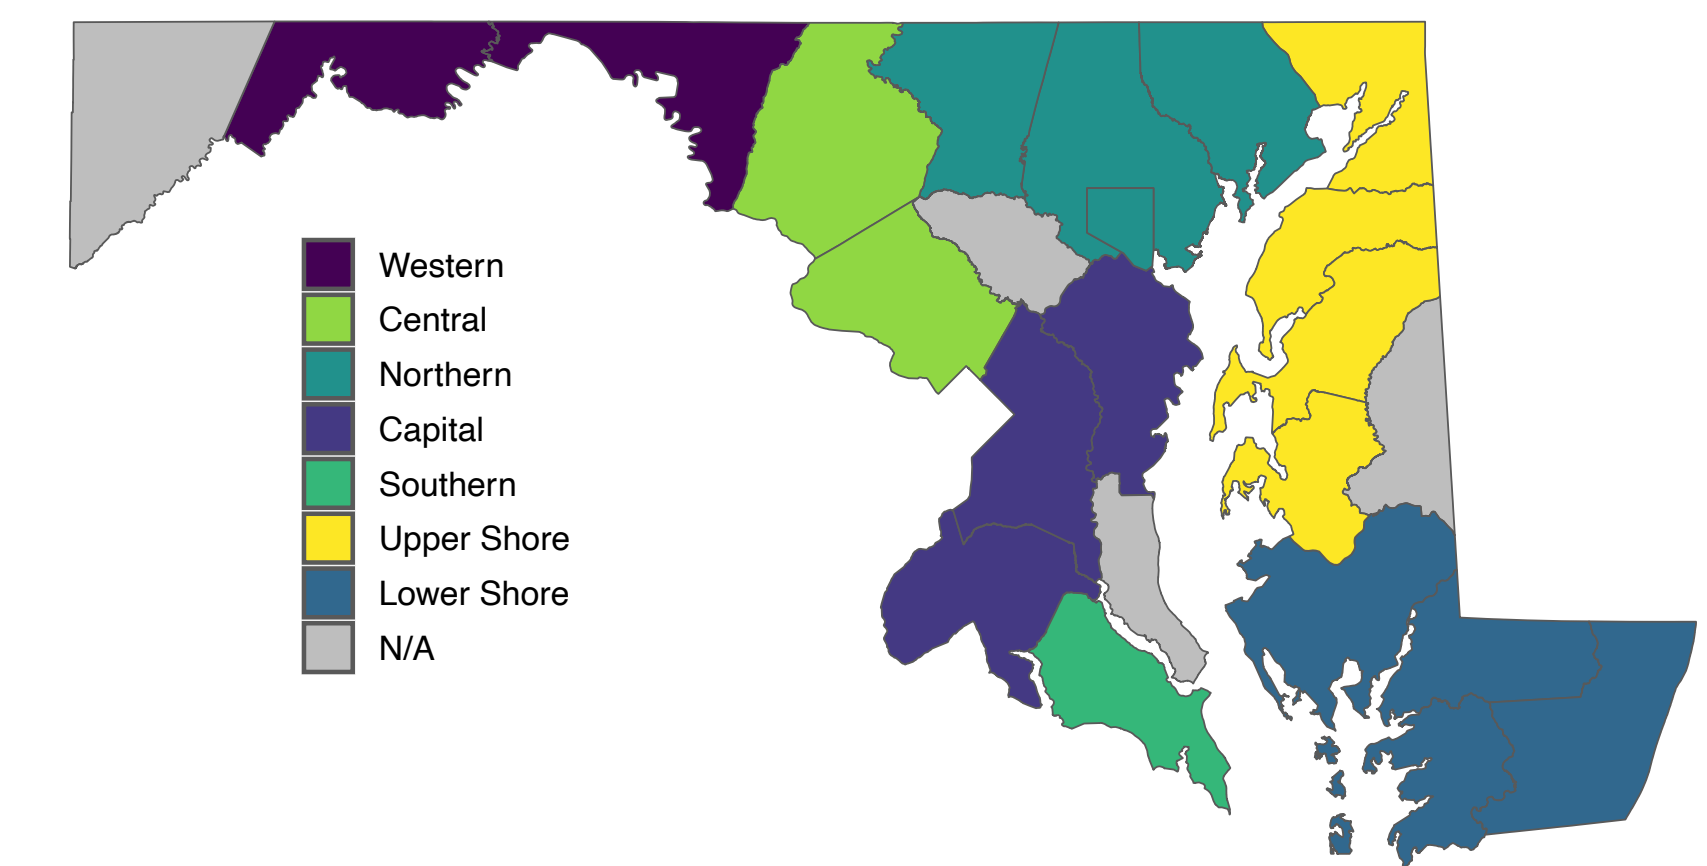 Western
Central
Northern
Capital
Southern
Upper Shore
Lower Shore
N/A